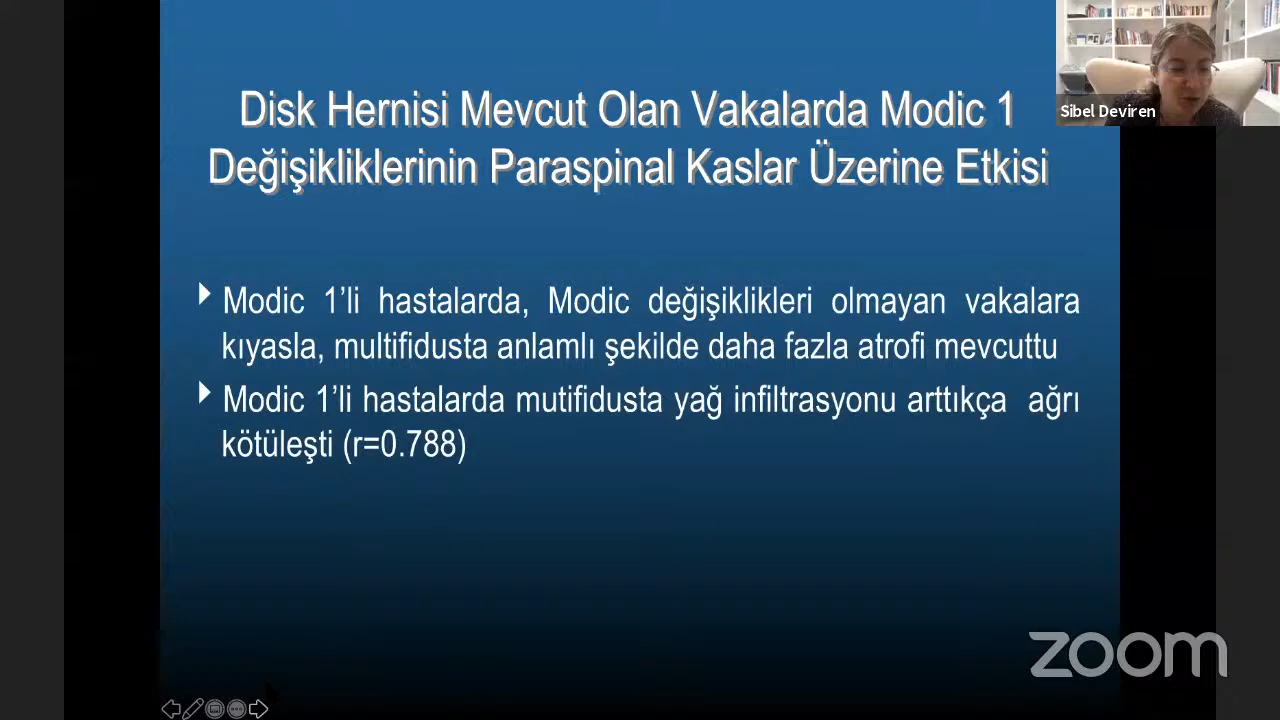 Disk Hernisi Mevcut Olan Vakalarda Modic 1
Değişikliklerinin Paraspinal Kaslar Üzerine Etkisi
Sibel Deviren
Modic 1’li hastalarda, Modic değişiklikleri olmayan vakalara
kıyasla, multifidusta anlamlı şekilde daha fazla atrofi mevcuttu
Modic 1’li hastalarda mutifidusta yağ infiltrasyonu arttıkça ağrı
kötüleşti (r=0.788)
zoom